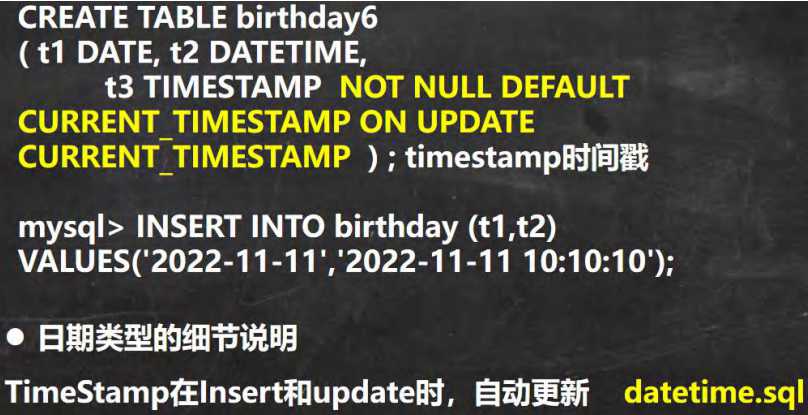 CREATE TABLE birthday6
( t1 DATE, t2 DATETIME,
t3 TIMESTAMP NOT NULL DEFAULT
CURRENT_TIMESTAMP ON UPDATE
CURRENT_TIMESTAMP ) ; timestamp时间戳
mysql> INSERT INTO birthday (t1,t2)
VALUES('2022-11-11','2022-11-11 10:10:10');
● 日期类型的细节说明
TimeStamp在Insert和update时，自动更新 datetime.sql